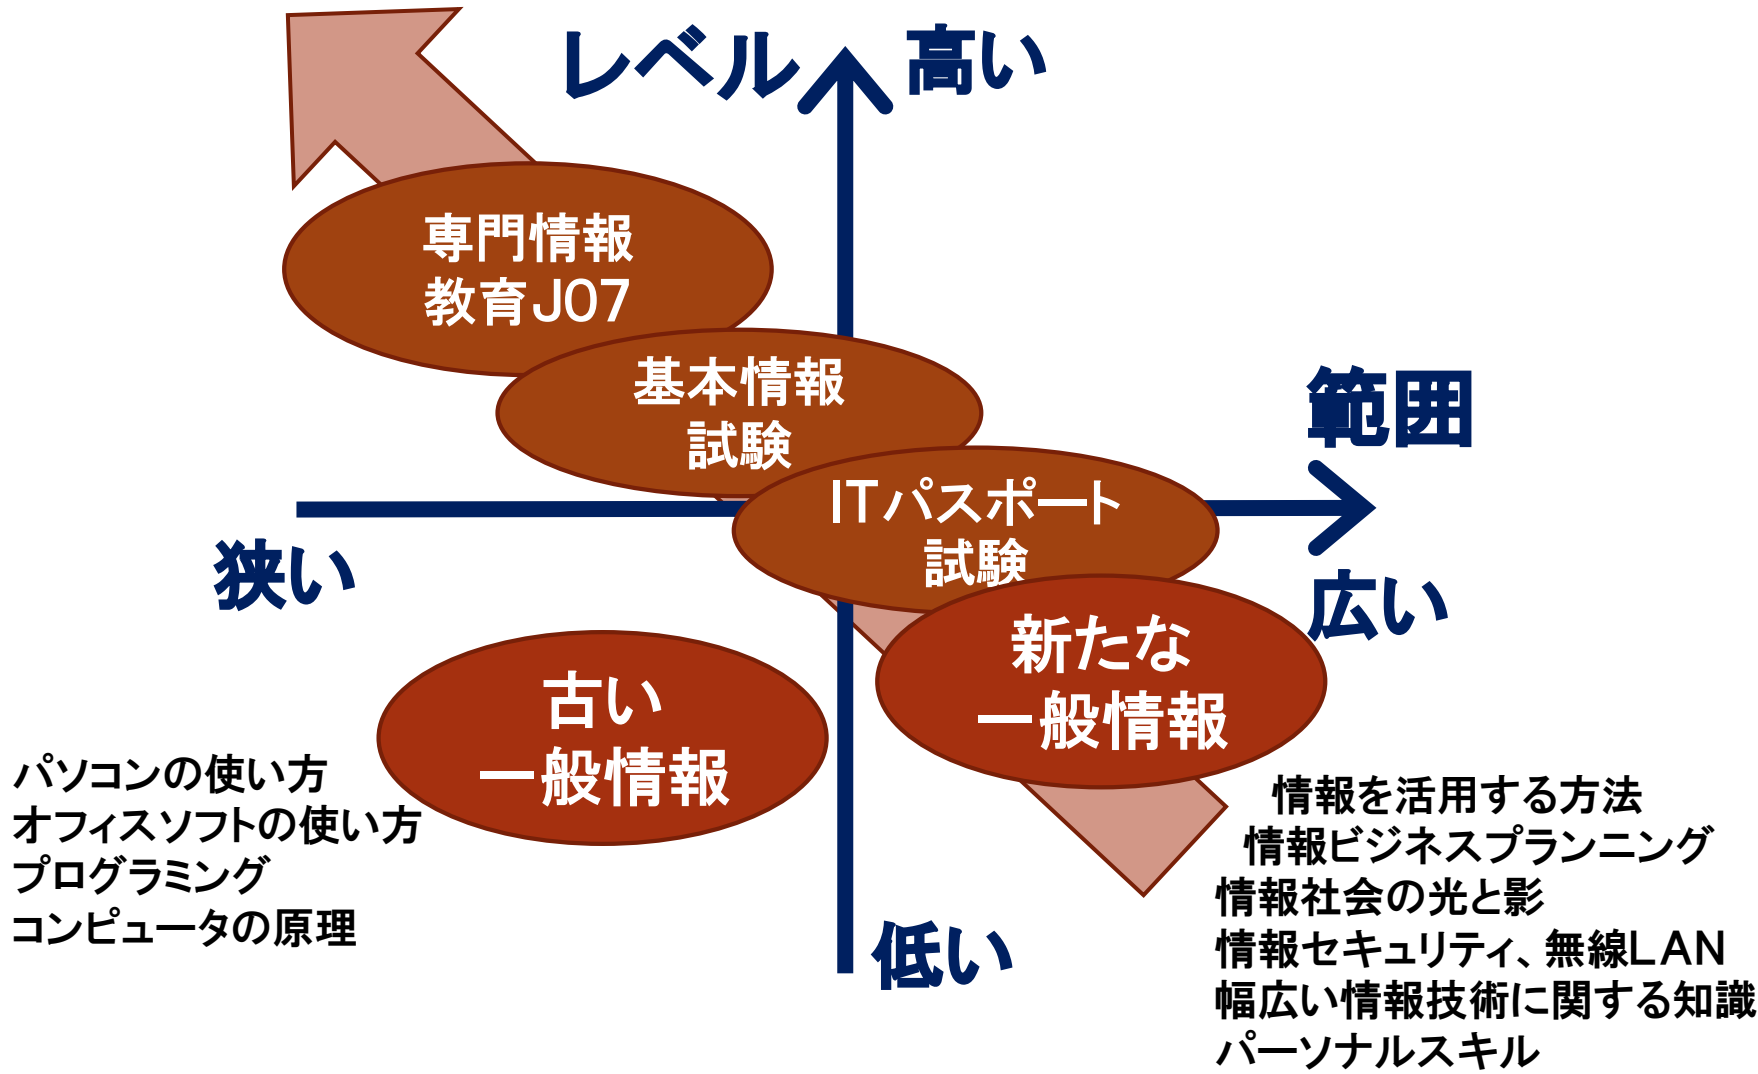 レベル
高い
専門情報
教育J07
基本情報
試験
範囲
ITパスポート
試験
狭い
広い
新たな
一般情報
古い
一般情報
パソコンの使い方
オフィスソフトの使い方
プログラミング
コンピュータの原理
低い
情報を活用する方法
情報ビジネスプランニング
情報社会の光と影
情報セキュリティ、無線LAN
幅広い情報技術に関する知識
パーソナルスキル